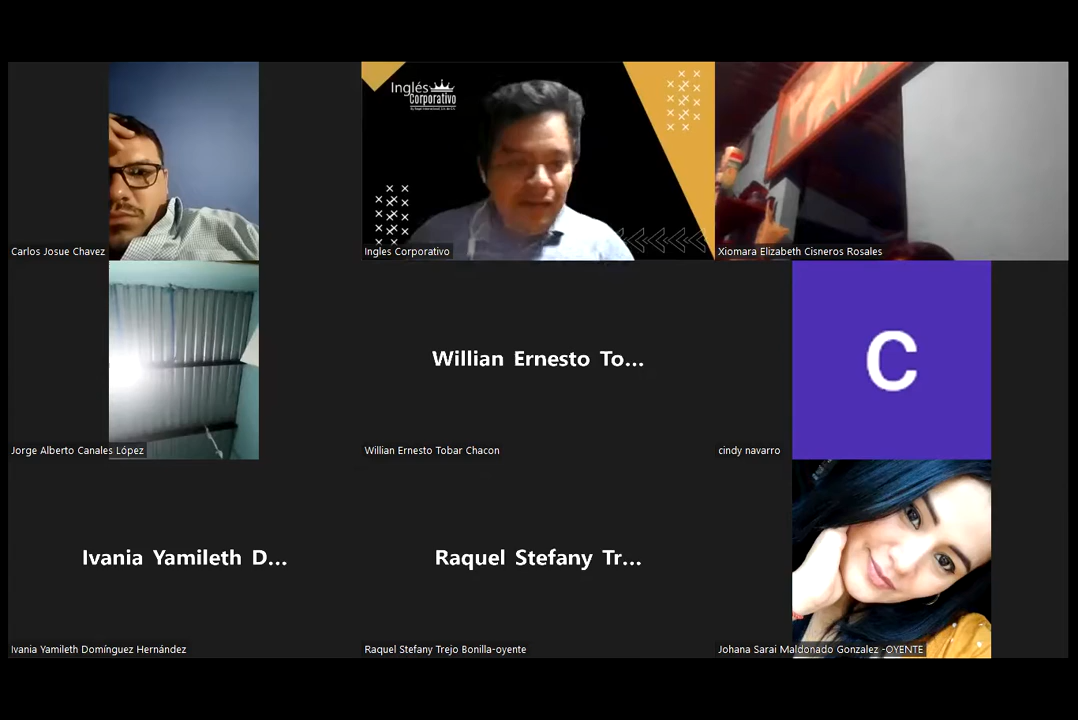 Inglés
Corporativo
Carlos Josue Chavez
Ingles Corporativo
Xiomara Elizabeth Cisneros Rosales
Willian Ernesto To...
C
Jorge Alberto Canales López
Willian Ernesto Tobar Chacon
cindy navarro
Ivania Yamileth D...
Raquel Stefany Tr...
Ivania Yamileth Domínguez Hernández
Raquel Stefany Trejo Bonilla-oyente
Johana Sarai Maldonado Gonzalez -OYENTE